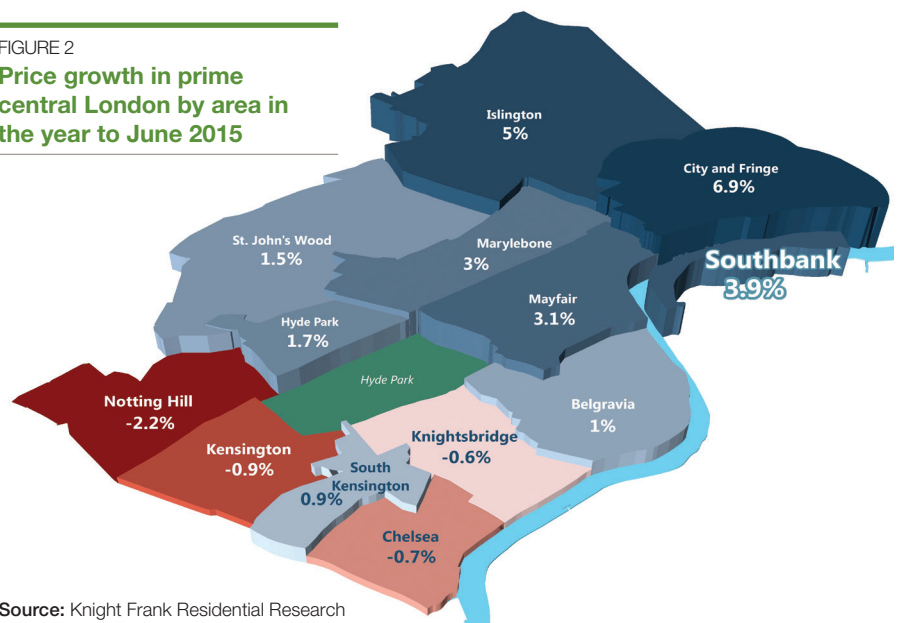 FIGURE 2
Price growth in prime
central London by area in
the year to June 2015
Islington
5%
City and Fringe
6.9%
St. John's Wood
1.5%
Marylebone
3%
Southbank
3.9%
Mayfair
3.1%
Hyde Park
1.7%
Hyde Park
Notting Hill
-2.2%
Belgravia
1%
Kensington
-0.9%
Knightsbridge
-0.6%
South
Kensington
0.9%
Chelsea
-0.7%
Source: Knight Frank Residential Research